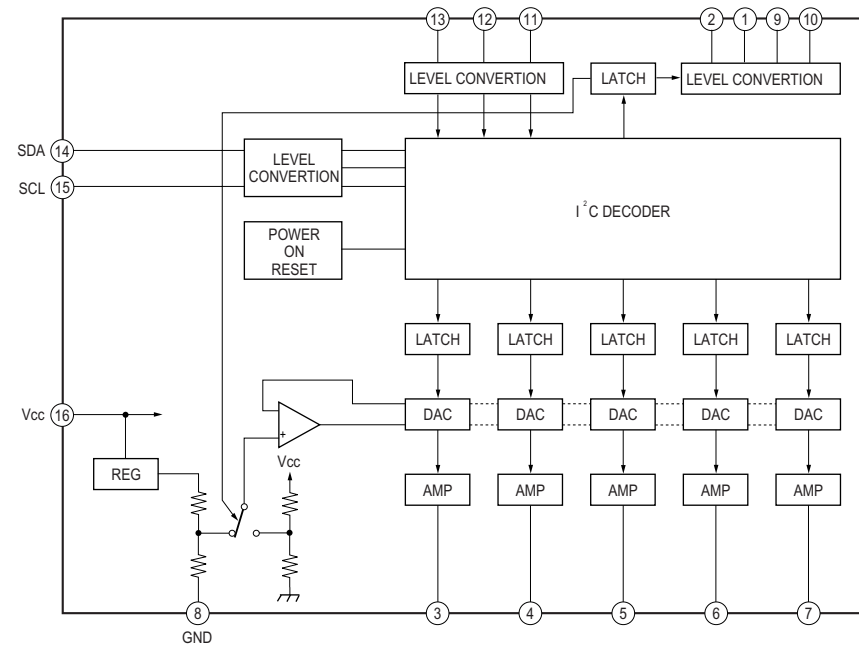 13 12 11 2 1 9 10
LEVEL CONVERTION LATCH LEVEL CONVERTION
SDA 14
LEVEL
CONVERTION
SCL 15
I²C DECODER
POWER
ON
RESET
LATCH LATCH LATCH LATCH LATCH
Vcc 16
DAC DAC DAC DAC DAC
+
Vcc
REG
AMP AMP AMP AMP AMP
8 3 4 5 6 7
GND